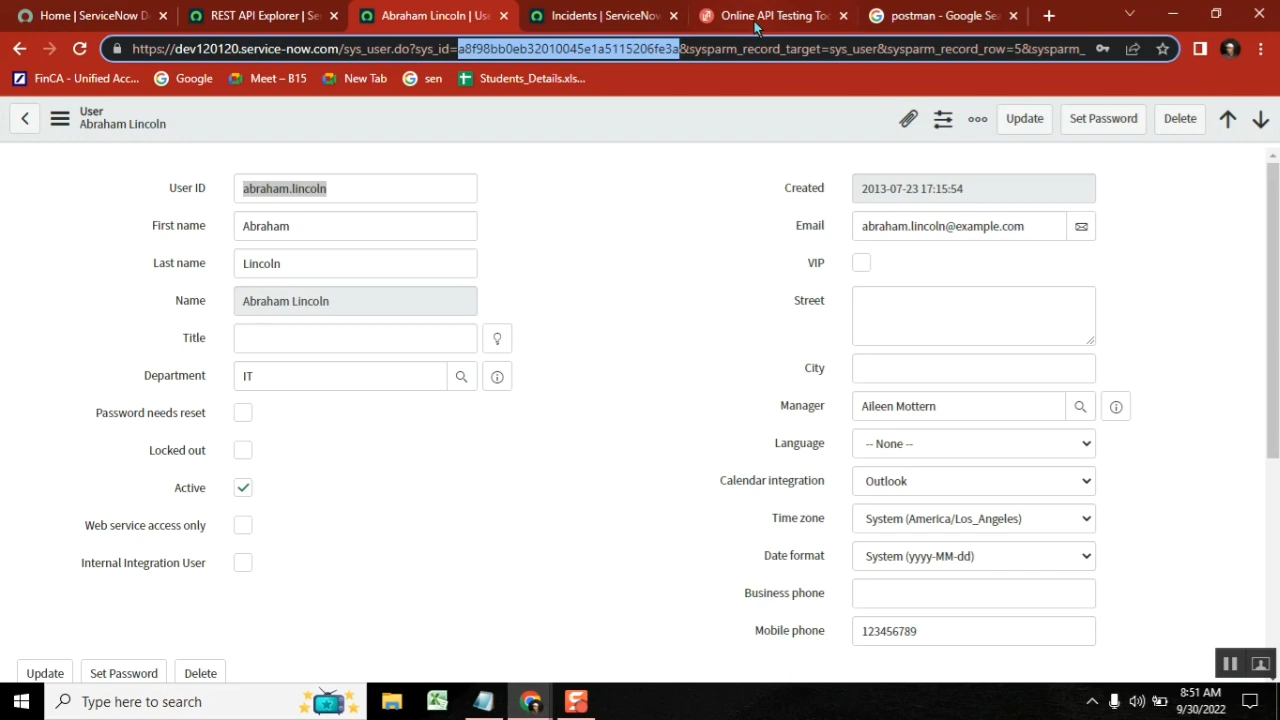 Home | ServiceNow D
REST API Explorer | Se
Abraham Lincoln | Us
Incidents | ServiceNow
Online API Testing Too
postman - Google Sea
https://dev120120.service-now.com/sys_user.do?sys_id=a8f98bb0eb32010045e1a5115206fe3a&sysparm_record_target=sys_user&sysparm_record_row=5&sysparm_
FinCA - Unified Acc...
Google
Meet – B15
New Tab
sen
Students_Details.xls...
User
Abraham Lincoln
Update
Set Password
Delete
User ID
abraham.lincoln
First name
Abraham
Last name
Lincoln
Name
Abraham Lincoln
Title
Department
IT
Password needs reset
Locked out
Active
Web service access only
Internal Integration User
Created
2013-07-23 17:15:54
Email
abraham.lincoln@example.com
VIP
Street
City
Manager
Aileen Mottern
Language
-- None --
Calendar integration
Outlook
Time zone
System (America/Los_Angeles)
Date format
System (yyyy-MM-dd)
Business phone
Mobile phone
123456789
Update
Set Password
Delete
Type here to search
8:51 AM
9/30/2022